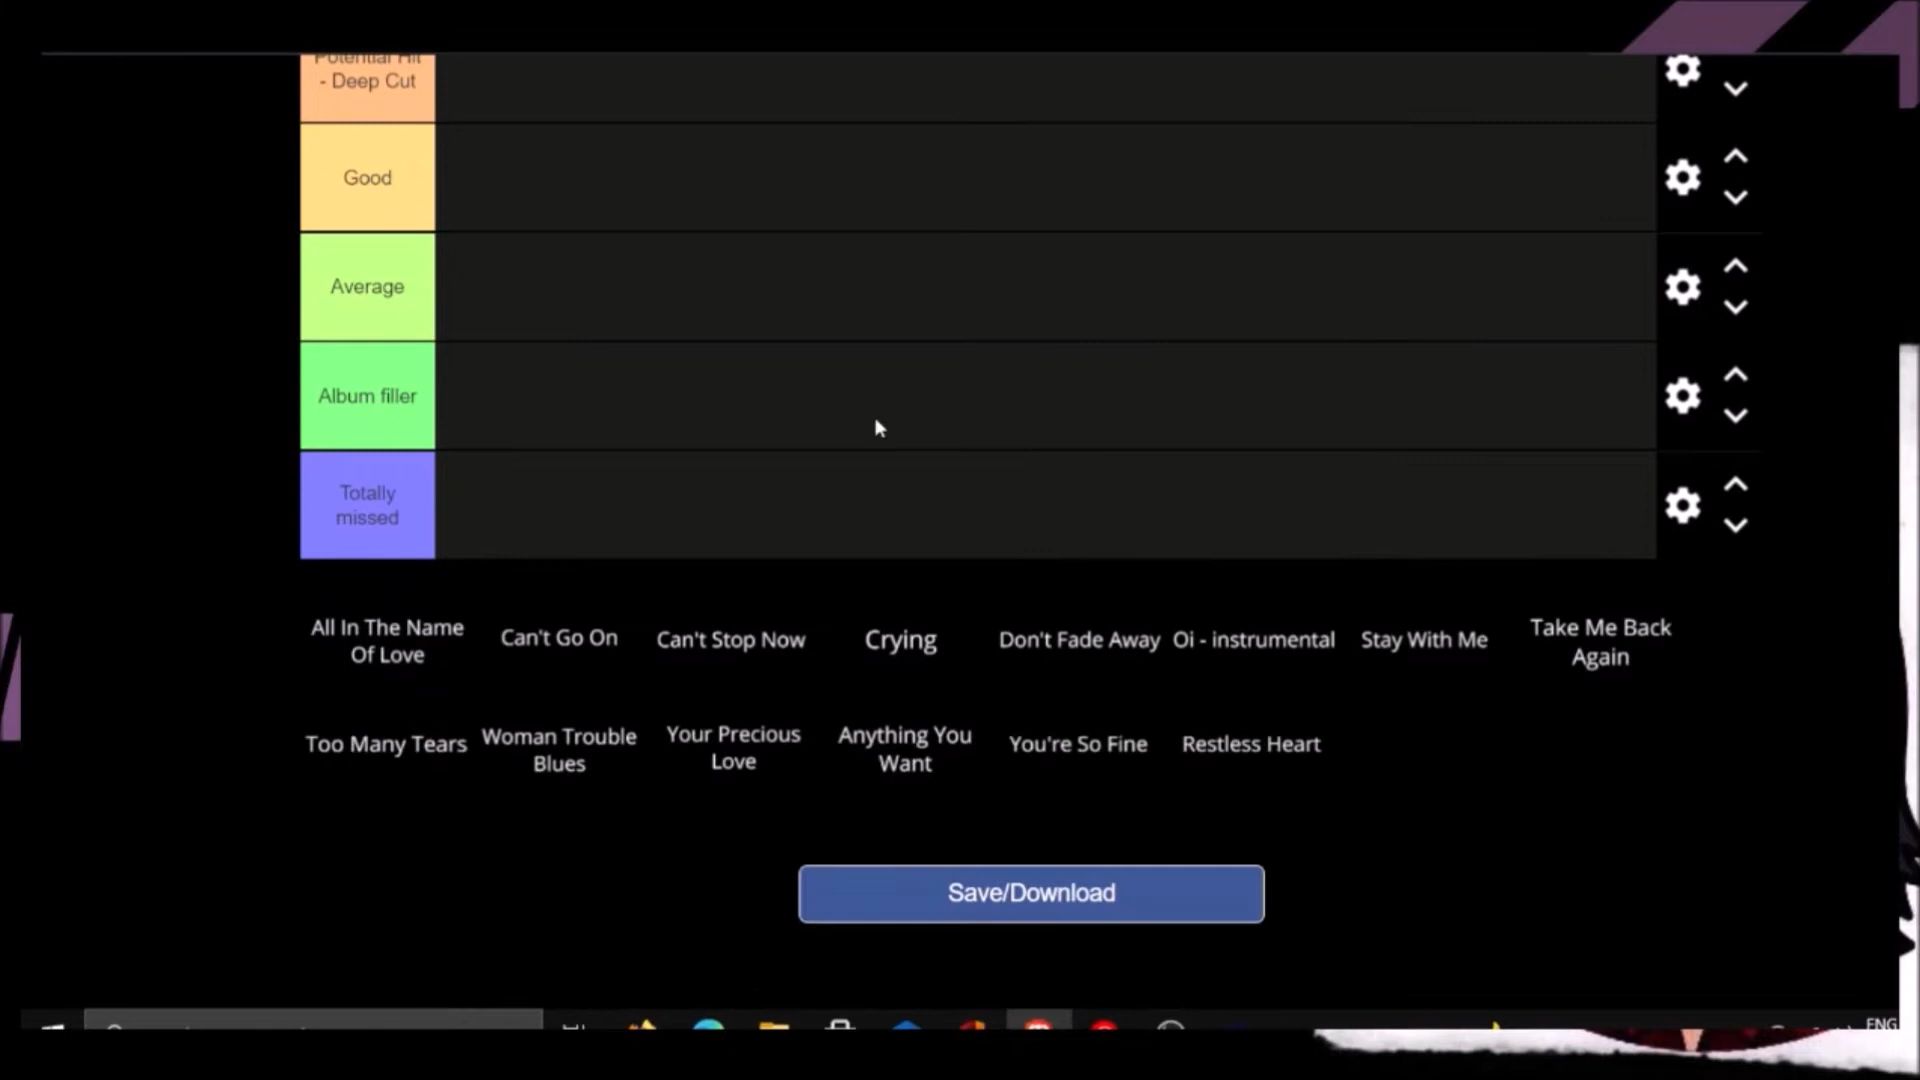 Potential Hit
- Deep Cut
Good
Average
Album filler
Totally
missed
All In The Name
Of Love
Can't Go On
Can't Stop Now
Crying
Don't Fade Away
Oi - instrumental
Stay With Me
Take Me Back
Again
Too Many Tears
Woman Trouble
Blues
Your Precious
Love
Anything You
Want
You're So Fine
Restless Heart
Save/Download
ENG